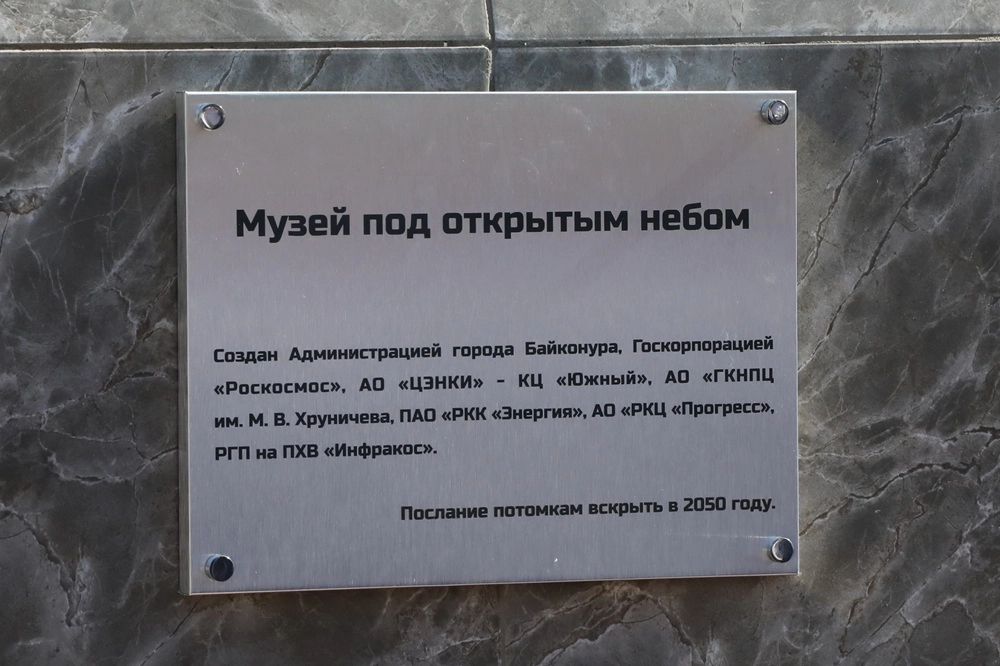 Музей под открытым небом
Создан Администрацией города Байконура, Госкорпорацией
«Роскосмос», АО «ЦЭНКИ» - КЦ «Южный», АО «ГКНПЦ
им. М. В. Хруничева, ПАО «РКК «Энергия», АО «РКЦ «Прогресс»,
РГП на ПХВ «Инфракос».
Послание потомкам вскрыть в 2050 году.